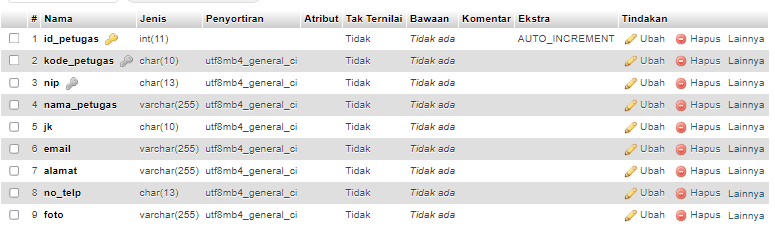 # Nama Jenis Penyortiran Atribut Tak Ternilai Bawaan Komentar Ekstra Tindakan
1 id_petugas int(11) Tidak Tidak ada AUTO_INCREMENT Ubah Hapus Lainnya
2 kode_petugas char(10) utf8mb4_general_ci Tidak Tidak ada Ubah Hapus Lainnya
3 nip char(13) utf8mb4_general_ci Tidak Tidak ada Ubah Hapus Lainnya
4 nama_petugas varchar(255) utf8mb4_general_ci Tidak Tidak ada Ubah Hapus Lainnya
5 jk char(10) utf8mb4_general_ci Tidak Tidak ada Ubah Hapus Lainnya
6 email varchar(255) utf8mb4_general_ci Tidak Tidak ada Ubah Hapus Lainnya
7 alamat varchar(255) utf8mb4_general_ci Tidak Tidak ada Ubah Hapus Lainnya
8 no_telp char(13) utf8mb4_general_ci Tidak Tidak ada Ubah Hapus Lainnya
9 foto varchar(255) utf8mb4_general_ci Tidak Tidak ada Ubah Hapus Lainnya